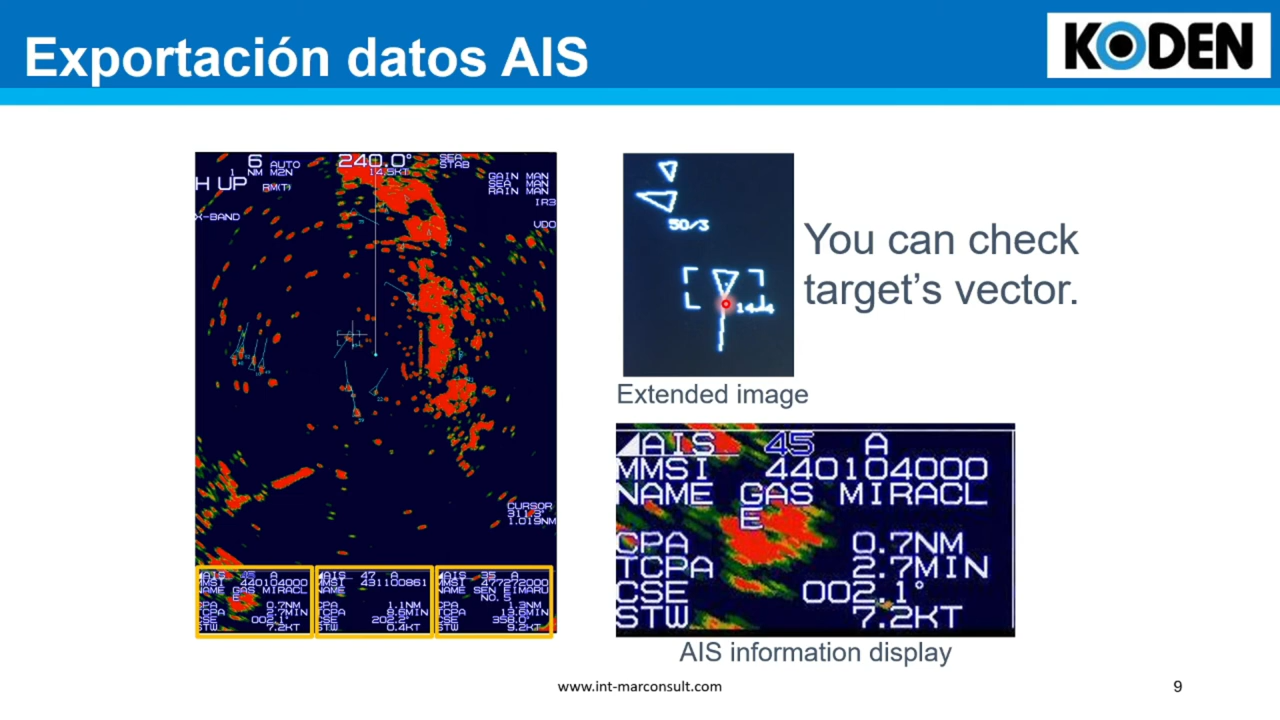 Exportación datos AIS
KODEN
6 AUTO
1 NM M2N
240.0°
14.5KT
SEA
STAB
H UP
RM(T)
GAIN MAN
SEA MAN
RAIN MAN
IR3
X-BAND
VDO
CURSOR
311.3°
1.019NM
AIS 45 A
MMSI 440104000
NAME GAS MIRACL
E
CPA 0.7NM
TCPA 2.7MIN
CSE 002.1°
STW 7.2KT
AIS 47 A
MMSI 431100861
NAME
CPA 1.1NM
TCPA 8.6MIN
CSE 202.2°
STW 0.4KT
AIS 35 A
MMSI 477272000
NAME SEN EIMARU
NO. 5
CPA 1.3NM
TCPA 13.6MIN
CSE 358.0°
STW 9.2KT
50/3
You can check
target's vector.
Extended image
◢AIS 45 A
MMSI 440104000
NAME GAS MIRACL
E
CPA 0.7NM
TCPA 2.7MIN
CSE 002.1°
STW 7.2KT
AIS information display
www.int-marconsult.com
9